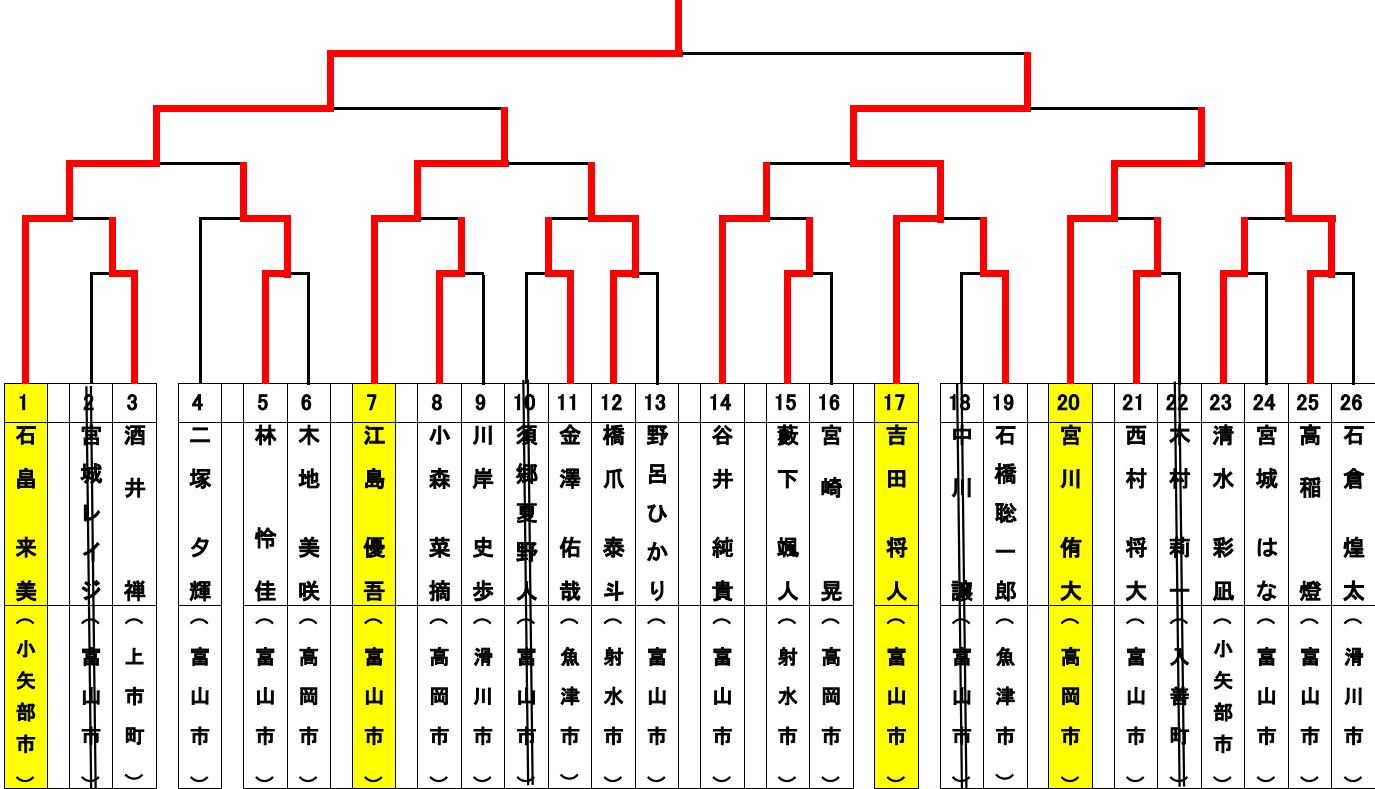 1 石畠 来美 （小矢部市）
2 宮城レイジ （富山市）
3 酒井 禅 （上市町）
4 二塚 夕輝 （富山市）
5 林 怜佳 （富山市）
6 木地 美咲 （高岡市）
7 江島 優吾 （富山市）
8 小森 菜摘 （高岡市）
9 川岸 史歩 （滑川市）
10 須郷夏野人 （富山市）
11 金澤 佑哉 （魚津市）
12 橋爪 泰斗 （射水市）
13 野呂ひかり （富山市）
14 谷井 純貴 （富山市）
15 藪下 颯人 （射水市）
16 宮崎 晃 （高岡市）
17 吉田 将人 （富山市）
18 中川 譲 （富山市）
19 石橋聡一郎 （魚津市）
20 宮川 侑大 （高岡市）
21 西村 将大 （富山市）
22 木村 莉一 （入善町）
23 清水 彩凪 （小矢部市）
24 宮城 はな （富山市）
25 高稲 燈 （富山市）
26 石倉 煌太 （滑川市）